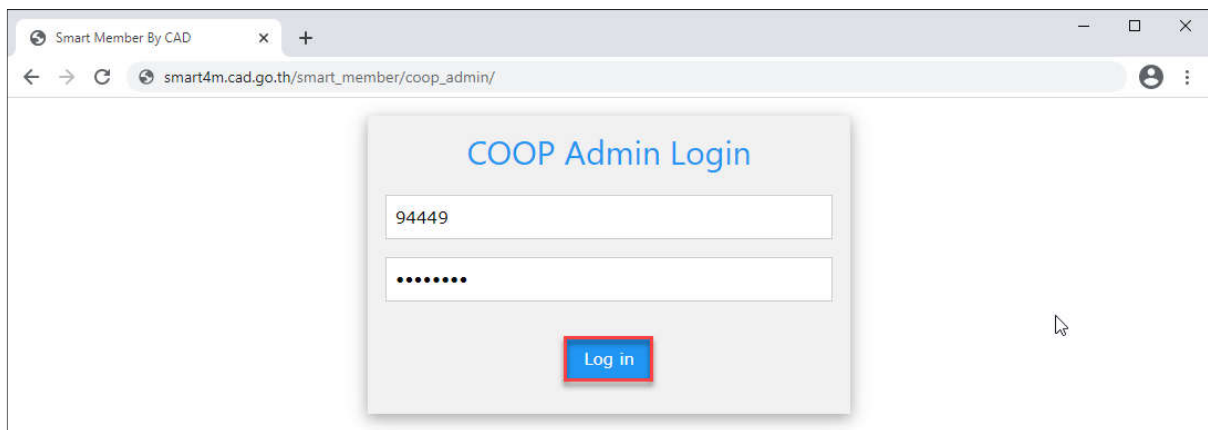 Smart Member By CAD
smart4m.cad.go.th/smart_member/coop_admin/
COOP Admin Login
94449
••••••••
Log in